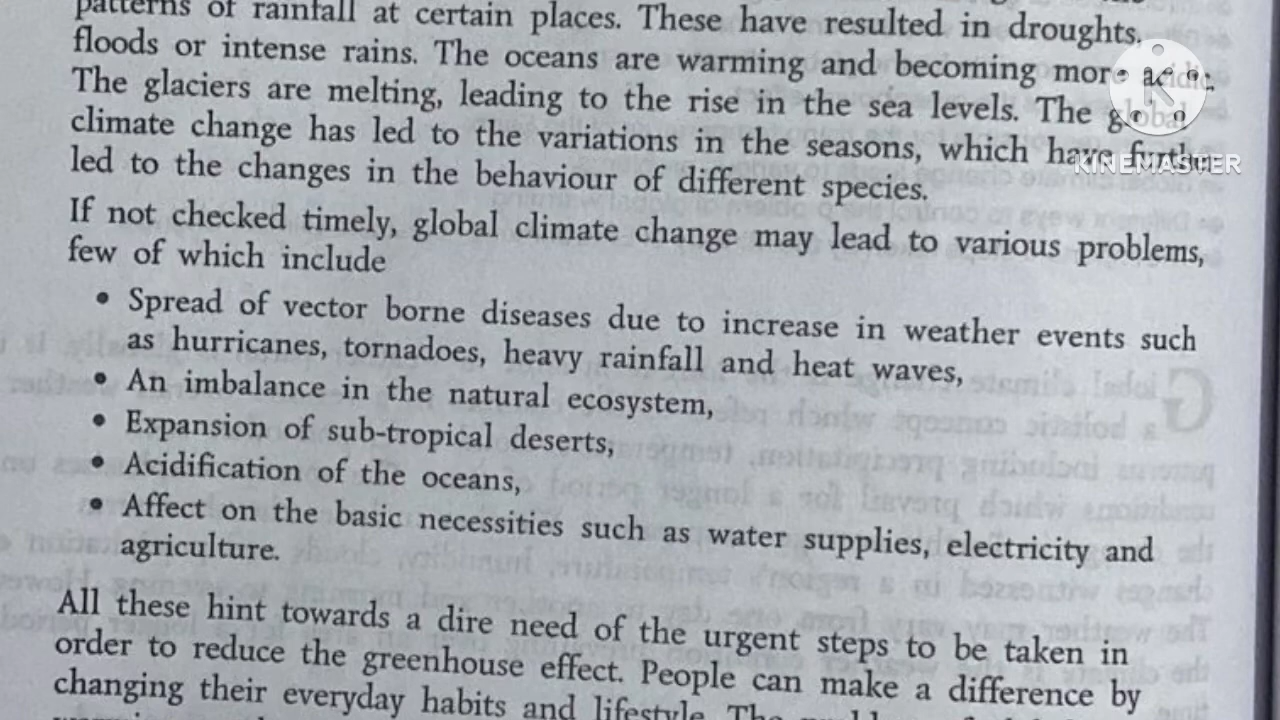 patterns of rainfall at certain places. These have resulted in droughts,
floods or intense rains. The oceans are warming and becoming more acidic.
The glaciers are melting, leading to the rise in the sea levels. The global
climate change has led to the variations in the seasons, which have
led to the changes in the behaviour of different species.
If not checked timely, global climate change may lead to various problems,
few of which include
• Spread of vector borne diseases due to increase in weather events such
as hurricanes, tornadoes, heavy rainfall and heat waves,
• An imbalance in the natural ecosystem,
• Expansion of sub-tropical deserts,
• Acidification of the oceans,
• Affect on the basic necessities such as water supplies, electricity and
agriculture.
All these hint towards a dire need of the urgent steps to be taken in
order to reduce the greenhouse effect. People can make a difference by
changing their everyday habits and lifestyle. The
K
KINEMASTER